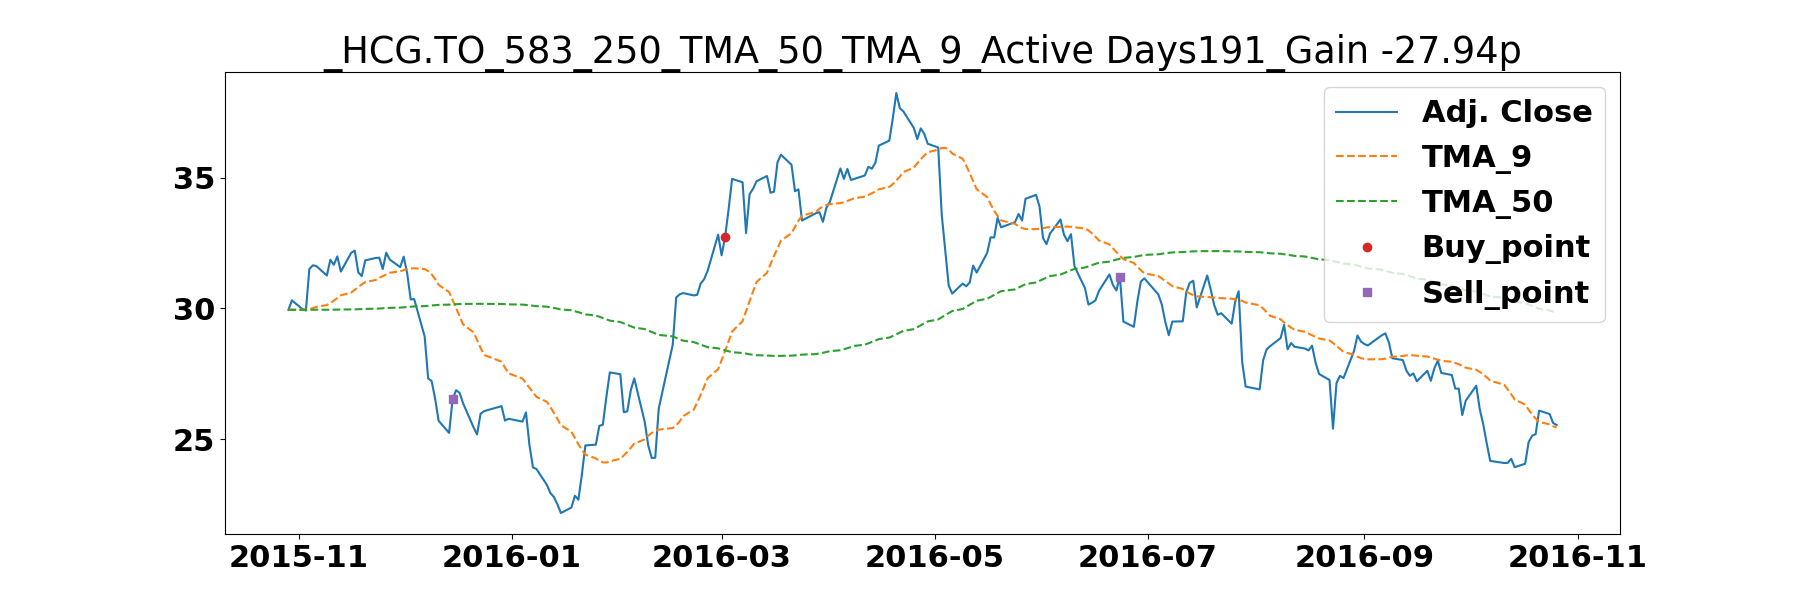 _HCG.TO_583_250_TMA_50_TMA_9_Active Days191_Gain -27.94p
Adj. Close
TMA_9
TMA_50
Buy_point
Sell_point
35
30
25
2015-11
2016-01
2016-03
2016-05
2016-07
2016-09
2016-11